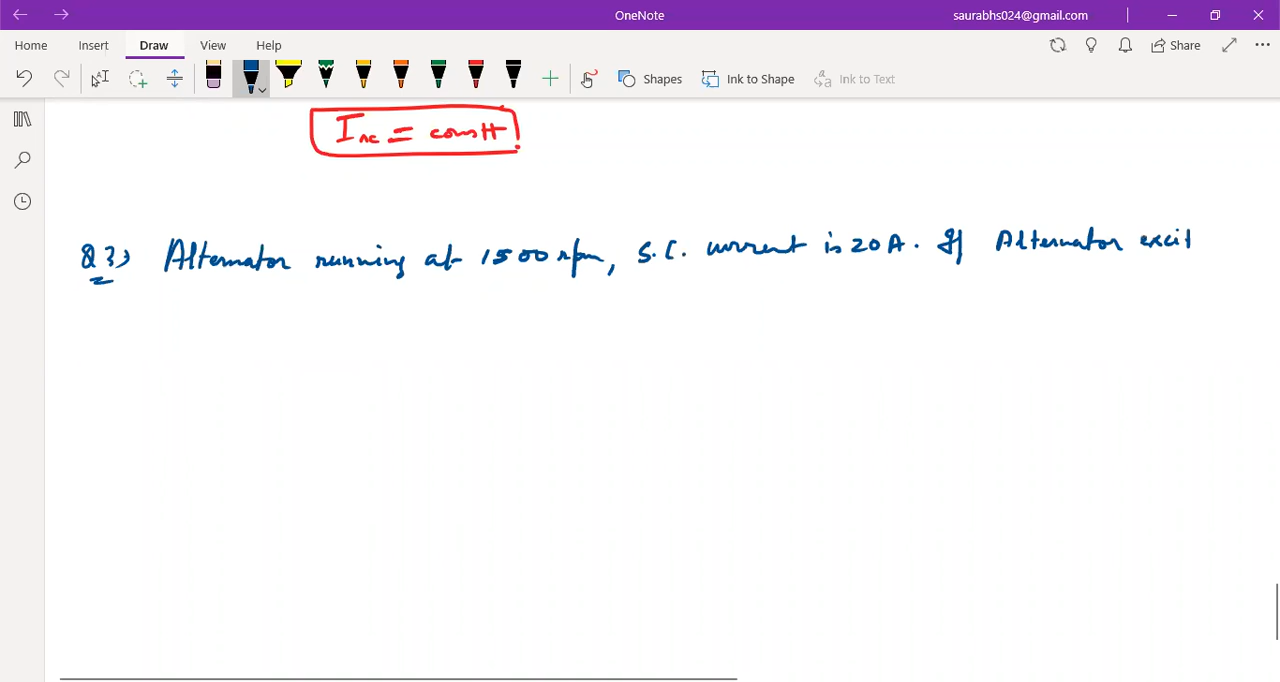 OneNote
saurabhs024@gmail.com
Home Insert Draw View Help
Share
Shapes Ink to Shape Ink to Text
Isc = constt
Q3) Alternator running at 1500 rpm, S.C. current is 20A. If Alternator excit